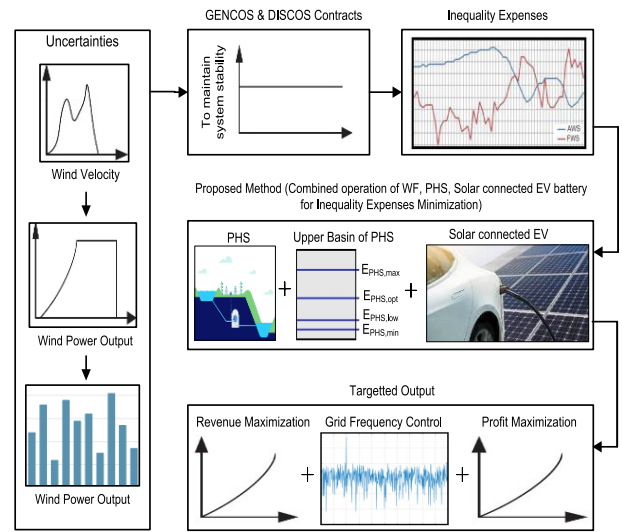 Uncertainties
Wind Velocity
Wind Power Output
Wind Power Output
GENCOS & DISCOS Contracts
To maintain
system stability
Inequality Expenses
AWS
FWS
Proposed Method (Combined operation of WF, PHS, Solar connected EV battery
for Inequality Expenses Minimization)
PHS
+
Upper Basin of PHS
EPHS,max
EPHS,opt
EPHS,low
EPHS,min
+
Solar connected EV
Targetted Output
Revenue Maximization
+
Grid Frequency Control
+
Profit Maximization